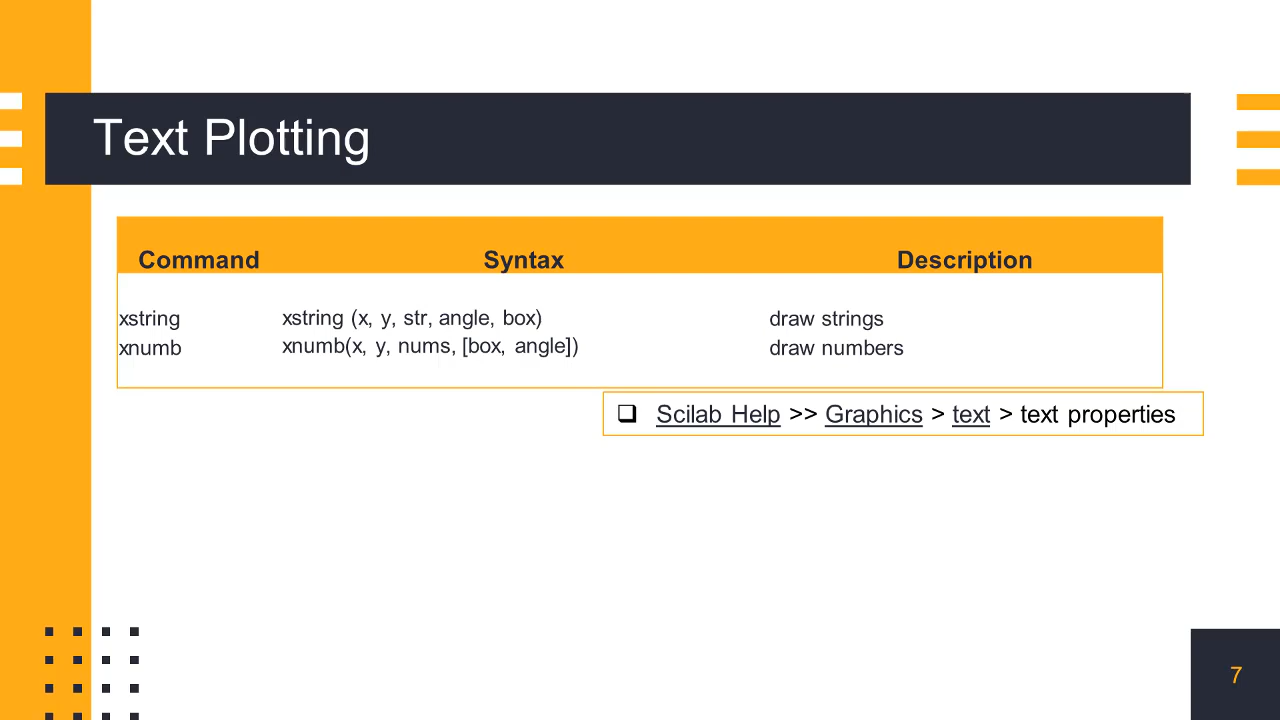 Text Plotting
Command Syntax Description
xstring xstring (x, y, str, angle, box) draw strings
xnumb xnumb(x, y, nums, [box, angle]) draw numbers
❑ Scilab Help >> Graphics > text > text properties
7